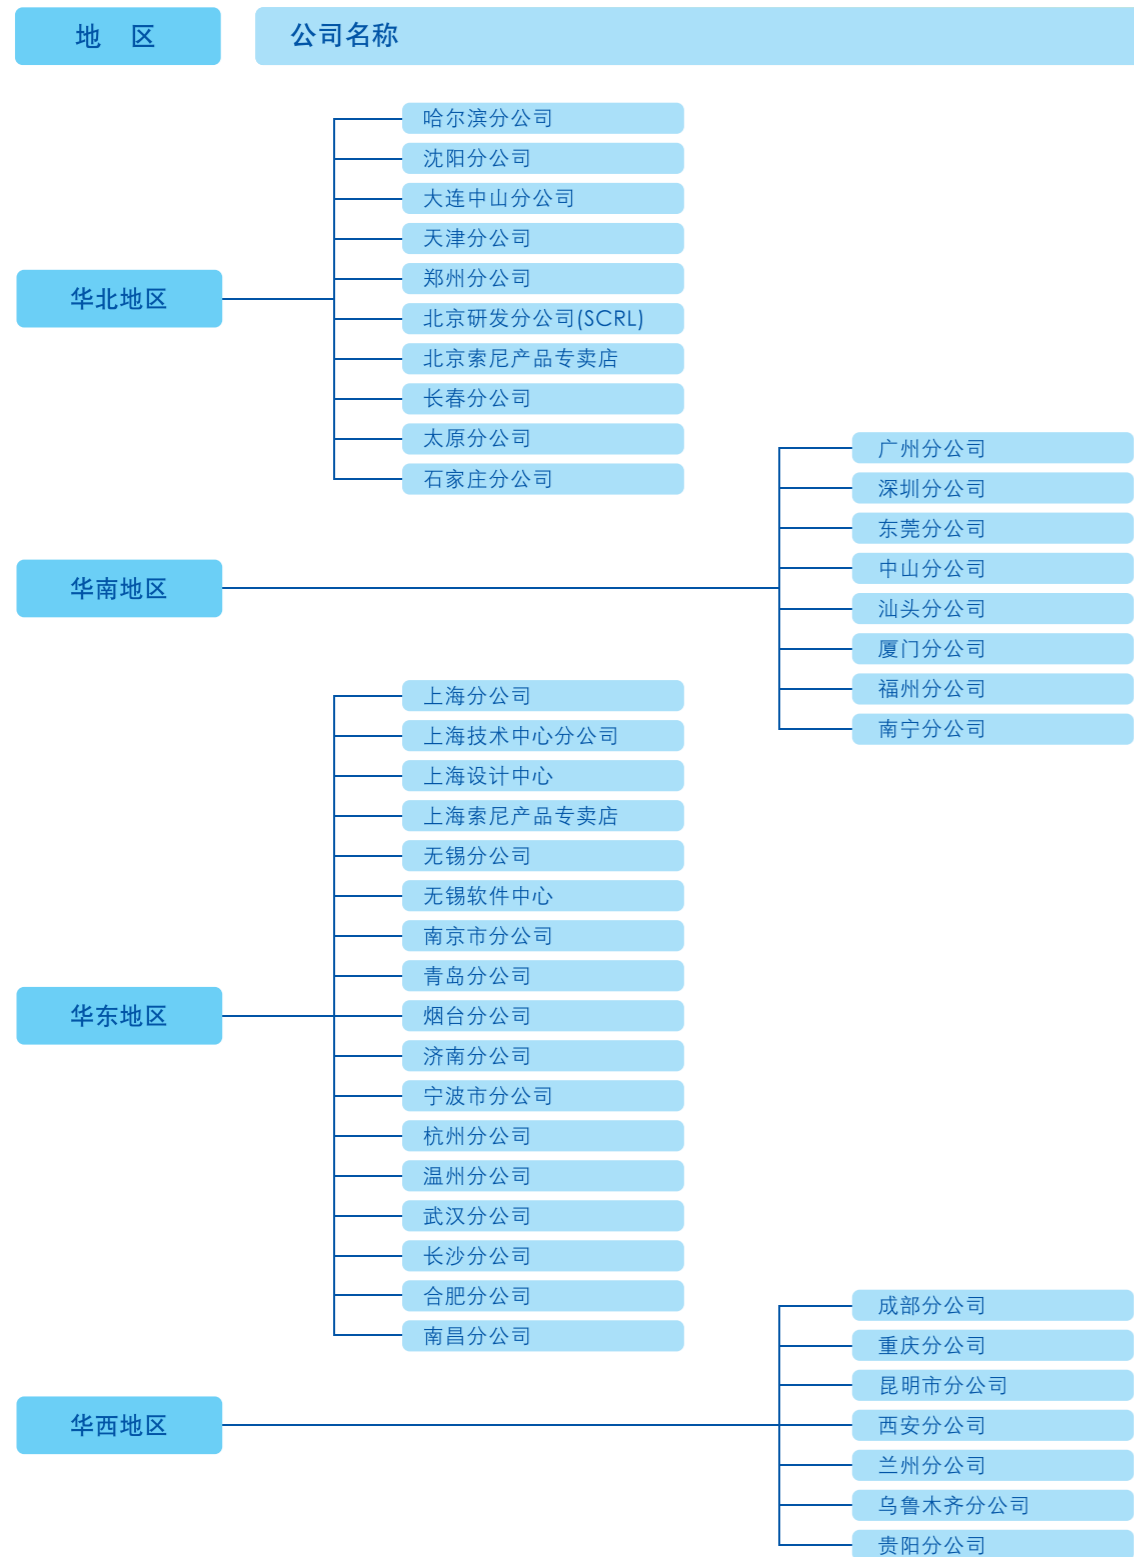 地 区
公司名称
华北地区
哈尔滨分公司
沈阳分公司
大连中山分公司
天津分公司
郑州分公司
北京研发分公司(SCRL)
北京索尼产品专卖店
长春分公司
太原分公司
石家庄分公司
华南地区
广州分公司
深圳分公司
东莞分公司
中山分公司
汕头分公司
厦门分公司
福州分公司
南宁分公司
华东地区
上海分公司
上海技术中心分公司
上海设计中心
上海索尼产品专卖店
无锡分公司
无锡软件中心
南京市分公司
青岛分公司
烟台分公司
济南分公司
宁波市分公司
杭州分公司
温州分公司
武汉分公司
长沙分公司
合肥分公司
南昌分公司
华西地区
成部分公司
重庆分公司
昆明市分公司
西安分公司
兰州分公司
乌鲁木齐分公司
贵阳分公司